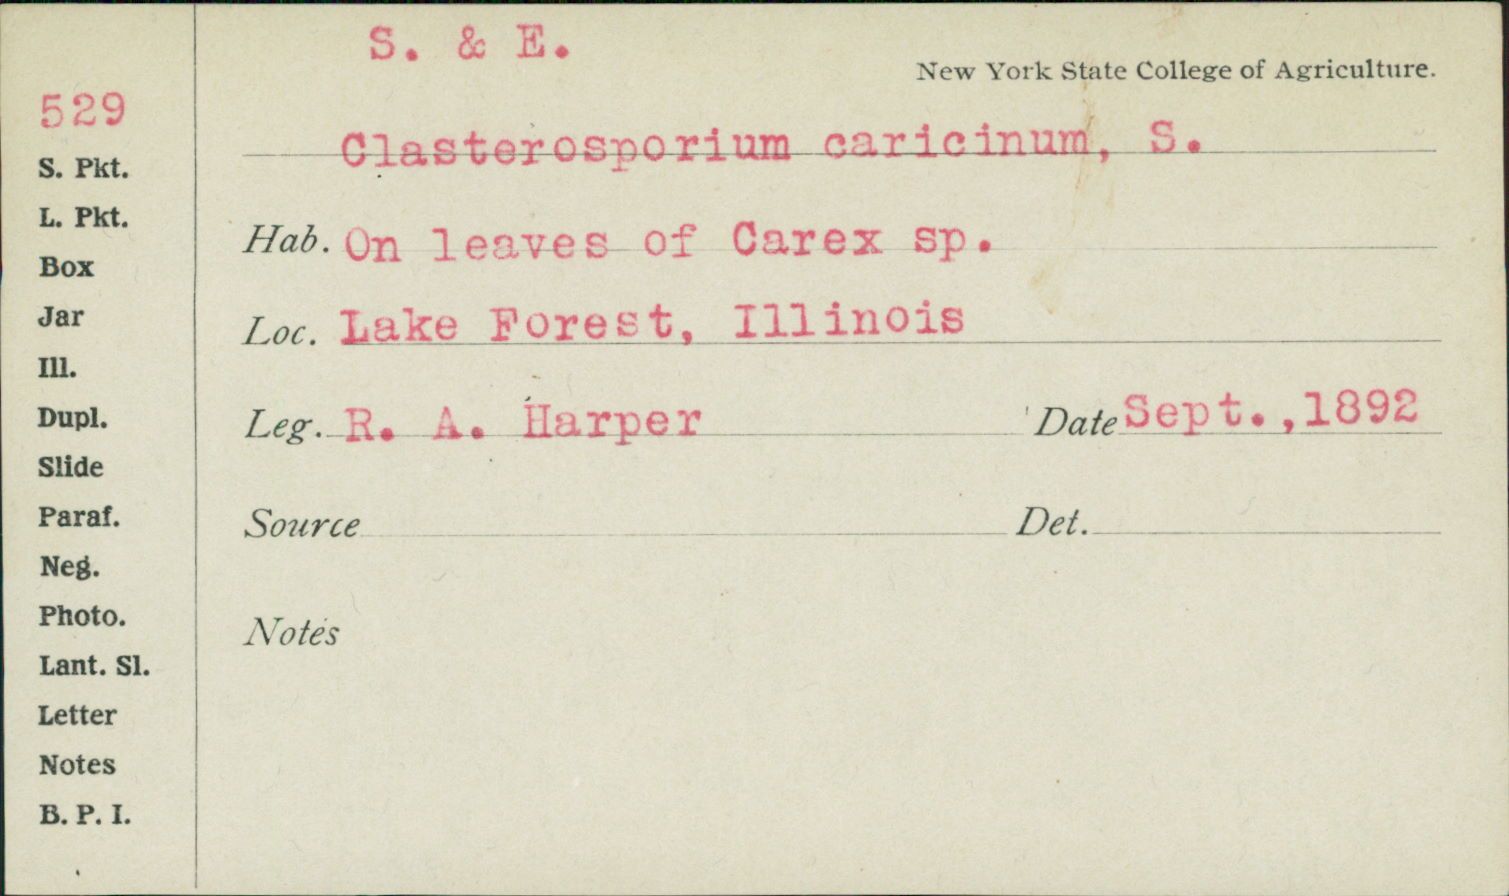 S. & E.
New York State College of Agriculture.
529
Clasterosporium caricinum, S.
S. Pkt.
L. Pkt.
Hab. On leaves of Carex sp.
Box
Jar
Loc. Lake Forest, Illinois
Ill.
Dupl.
Leg. R. A. Harper Date Sept.,1892
Slide
Paraf.
Source Det.
Neg.
Photo.
Notes
Lant. Sl.
Letter
Notes
B. P. I.